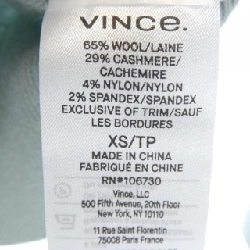 VINCE.
65% WOOL/LAINE
29% CASHMERE/
CACHEMIRE
4% NYLON/NYLON
2% SPANDEX/SPANDEX
EXCLUSIVE OF TRIM/SAUF
LES BORDURES
XS/TP
MADE IN CHINA
FABRIQUÉ EN CHINE
RN#106730
Vince, LLC
500 Fifth Avenue, 20th Floor
New York, NY 10110
11 Rue Saint Florentin
75008 Paris FRANCE